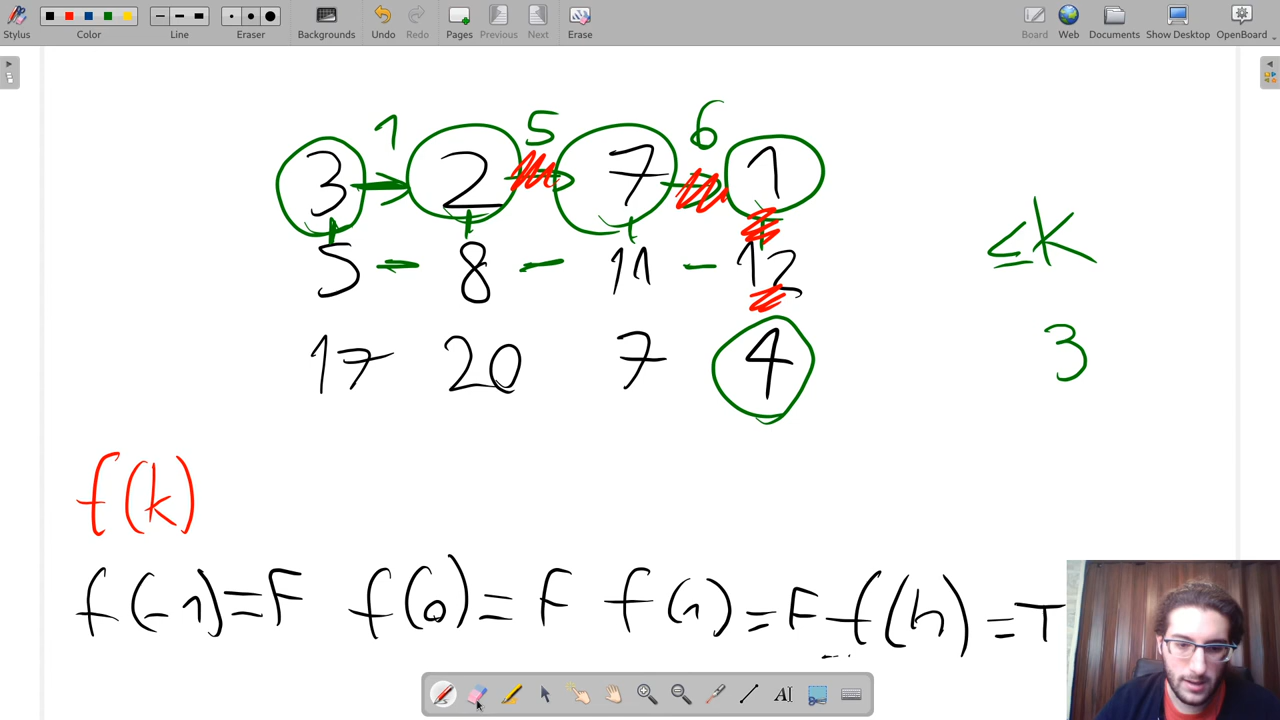 Stylus Color Line Eraser Backgrounds Undo Redo Pages Previous Next Erase Board Web Documents Show Desktop OpenBoard
1 5 6
3 2 7 1
5 - 8 - 11 - 12 ≤K
17 20 7 4 3
f(k)
f(-1)=F f(0)=F f(1)=F f(h)=T
AI